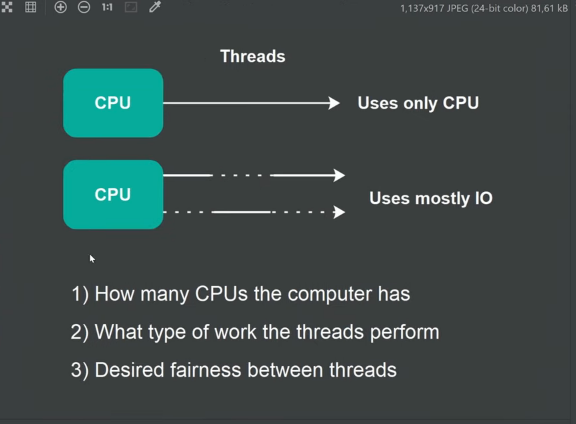 1:1
1,137x917 JPEG (24-bit color) 81,61 kB
Threads
CPU
Uses only CPU
CPU
Uses mostly IO
1) How many CPUs the computer has
2) What type of work the threads perform
3) Desired fairness between threads